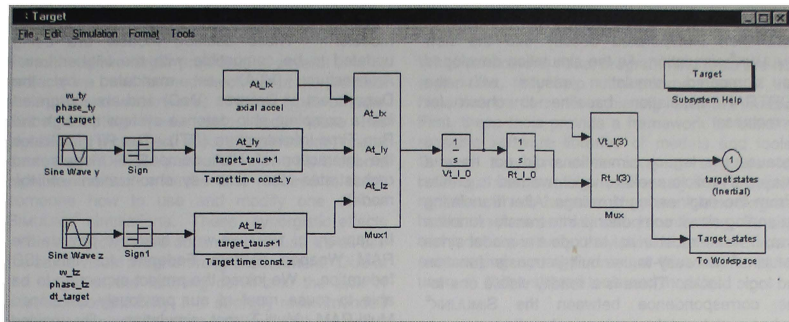 : Target
File Edit Simulation Format Tools
w_ty
phase_ty
dt_target
Sine Wave y
Sign
At_Ix
axial accel
At_Iy
target_tau.s+1
Target time const. y
At_Iz
target_tau.s+1
Target time const. z
Sine Wave z
Sign1
w_tz
phase_tz
dt_target
At_Ix
At_Iy
At_Iz
Mux1
1
s
Vt_I_0
1
s
Rt_I_0
Vt_I(3)
Rt_I(3)
Mux
Target
Subsystem Help
1
target states
(Inertial)
Target_states
To Workspace